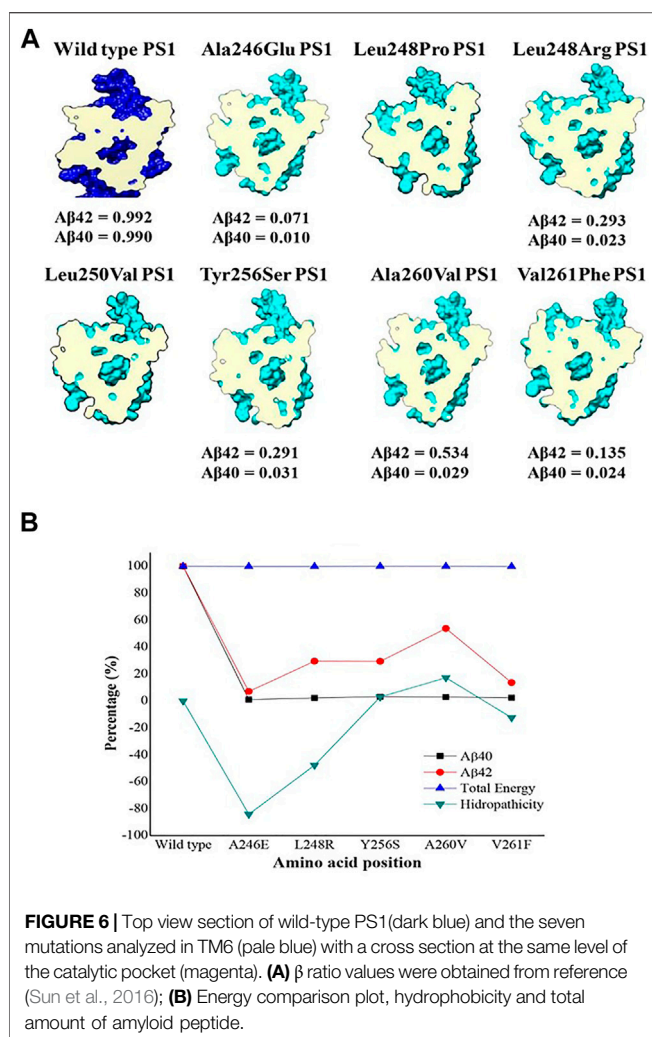 A
Wild type PS1 Ala246Glu PS1 Leu248Pro PS1 Leu248Arg PS1
Aβ42 = 0.992
Aβ40 = 0.990
Aβ42 = 0.071
Aβ40 = 0.010
Aβ42 = 0.293
Aβ40 = 0.023
Leu250Val PS1 Tyr256Ser PS1 Ala260Val PS1 Val261Phe PS1
Aβ42 = 0.291
Aβ40 = 0.031
Aβ42 = 0.534
Aβ40 = 0.029
Aβ42 = 0.135
Aβ40 = 0.024
B
Percentage (%)
100
80
60
40
20
0
-20
-40
-60
-80
-100
Aβ40
Aβ42
Total Energy
Hidropathicity
Wild type A246E L248R Y256S A260V V261F
Amino acid position
FIGURE 6 | Top view section of wild-type PS1(dark blue) and the seven
mutations analyzed in TM6 (pale blue) with a cross section at the same level of
the catalytic pocket (magenta). (A) β ratio values were obtained from reference
(Sun et al., 2016); (B) Energy comparison plot, hydrophobicity and total
amount of amyloid peptide.